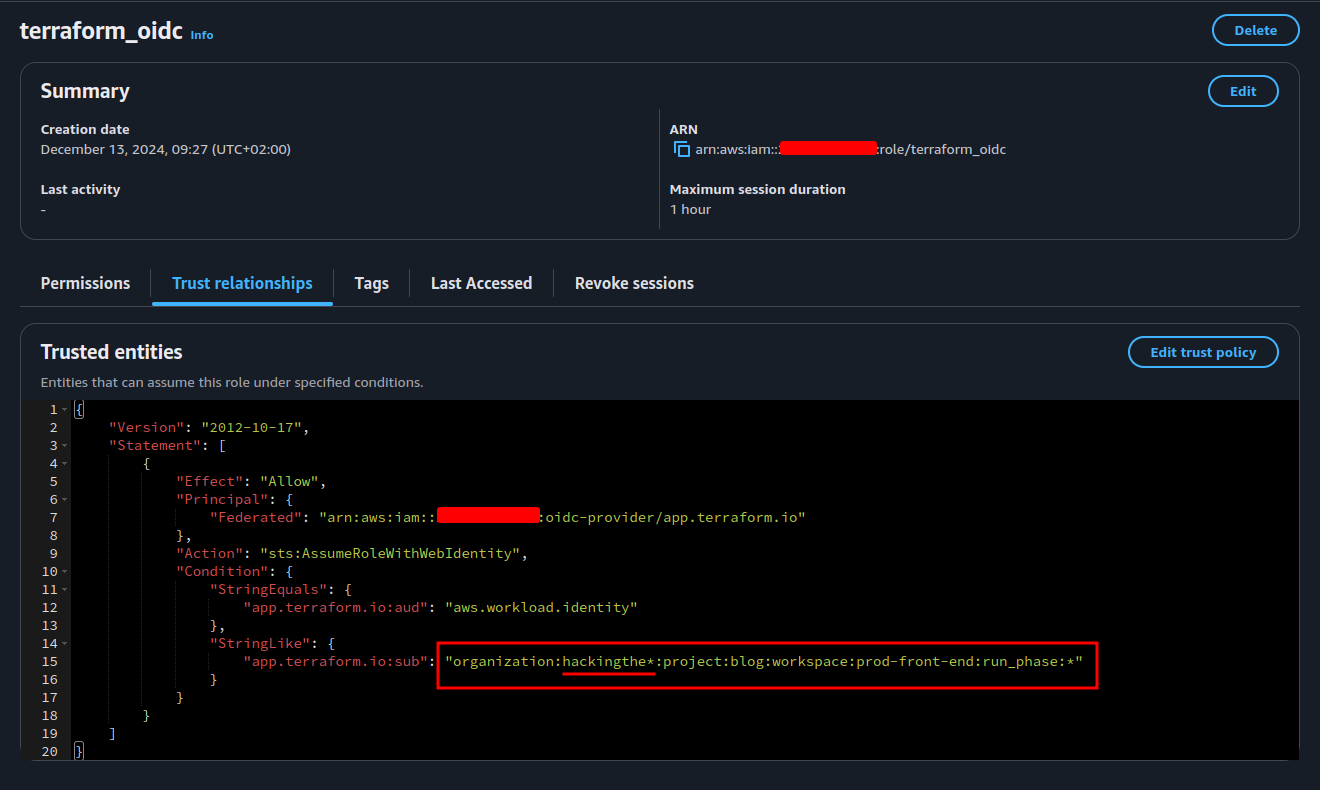 terraform_oidc Info Delete
Summary Edit
Creation date ARN
December 13, 2024, 09:27 (UTC+02:00) arn:aws:iam:: :role/terraform_oidc
Last activity Maximum session duration
- 1 hour
Permissions Trust relationships Tags Last Accessed Revoke sessions
Trusted entities Edit trust policy
Entities that can assume this role under specified conditions.
1 {
2 "Version": "2012-10-17",
3 "Statement": [
4 {
5 "Effect": "Allow",
6 "Principal": {
7 "Federated": "arn:aws:iam:: :oidc-provider/app.terraform.io"
8 },
9 "Action": "sts:AssumeRoleWithWebIdentity",
10 "Condition": {
11 "StringEquals": {
12 "app.terraform.io:aud": "aws.workload.identity"
13 },
14 "StringLike": {
15 "app.terraform.io:sub": "organization:hackingthe*:project:blog:workspace:prod-front-end:run_phase:*"
16 }
17 }
18 }
19 ]
20 }